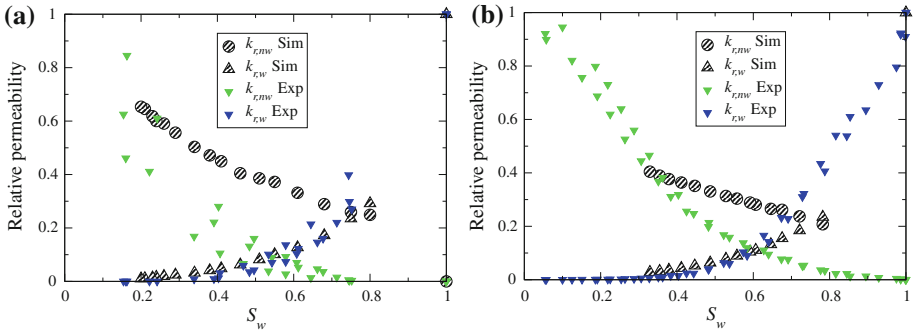 (a)
Relative permeability
1
0.8
0.6
0.4
0.2
0
k_{r,nw} Sim
k_{r,w} Sim
k_{r,nw} Exp
k_{r,w} Exp
0 0.2 0.4 0.6 0.8 1
S_w
(b)
Relative permeability
1
0.8
0.6
0.4
0.2
0
k_{r,nw} Sim
k_{r,w} Sim
k_{r,nw} Exp
k_{r,w} Exp
0 0.2 0.4 0.6 0.8 1
S_w